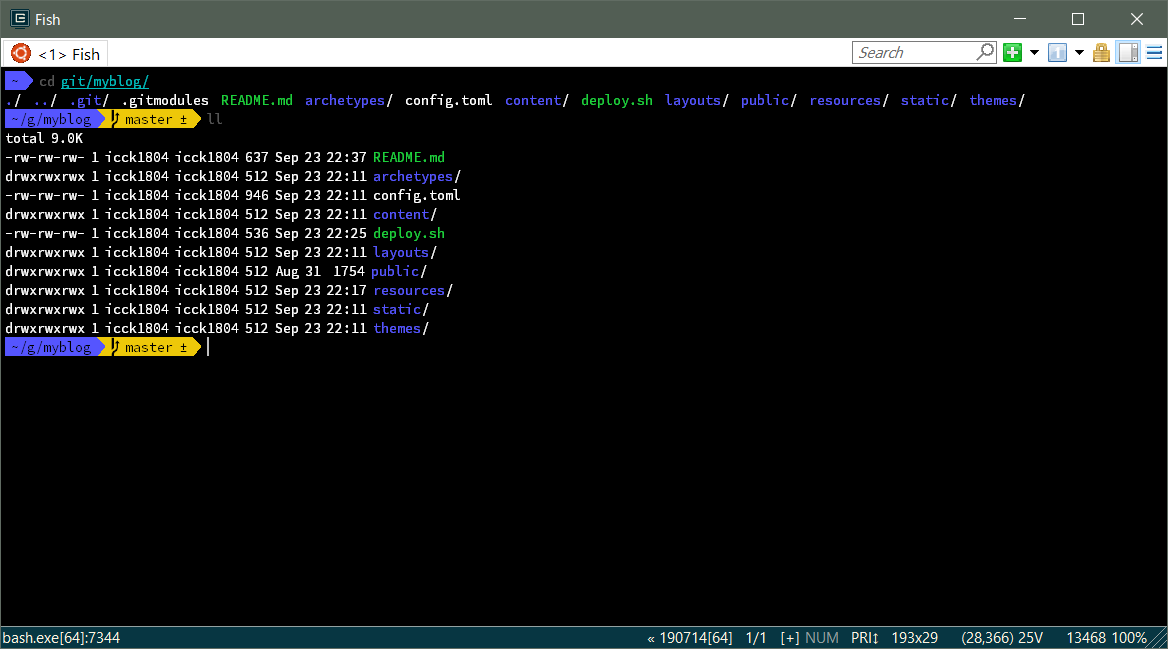 Fish
<1> Fish
Search
~ cd git/myblog/
./ ../ .git/ .gitmodules README.md archetypes/ config.toml content/ deploy.sh layouts/ public/ resources/ static/ themes/
~/g/myblog master ± ll
total 9.0K
-rw-rw-rw- 1 icck1804 icck1804 637 Sep 23 22:37 README.md
drwxrwxrwx 1 icck1804 icck1804 512 Sep 23 22:11 archetypes/
-rw-rw-rw- 1 icck1804 icck1804 946 Sep 23 22:11 config.toml
drwxrwxrwx 1 icck1804 icck1804 512 Sep 23 22:11 content/
-rw-rw-rw- 1 icck1804 icck1804 536 Sep 23 22:25 deploy.sh
drwxrwxrwx 1 icck1804 icck1804 512 Sep 23 22:11 layouts/
drwxrwxrwx 1 icck1804 icck1804 512 Aug 31 1754 public/
drwxrwxrwx 1 icck1804 icck1804 512 Sep 23 22:17 resources/
drwxrwxrwx 1 icck1804 icck1804 512 Sep 23 22:11 static/
drwxrwxrwx 1 icck1804 icck1804 512 Sep 23 22:11 themes/
~/g/myblog master ±
bash.exe[64]:7344 « 190714[64] 1/1 [+] NUM PRI↕ 193x29 (28,366) 25V 13468 100%